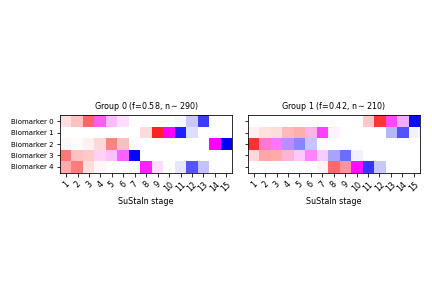 Group 0 (f=0.58, n ~ 290)
Group 1 (f=0.42, n ~ 210)
Biomarker 0
Biomarker 1
Biomarker 2
Biomarker 3
Biomarker 4
1 2 3 4 5 6 7 8 9 10 11 12 13 14 15
1 2 3 4 5 6 7 8 9 10 11 12 13 14 15
SuStaIn stage
SuStaIn stage